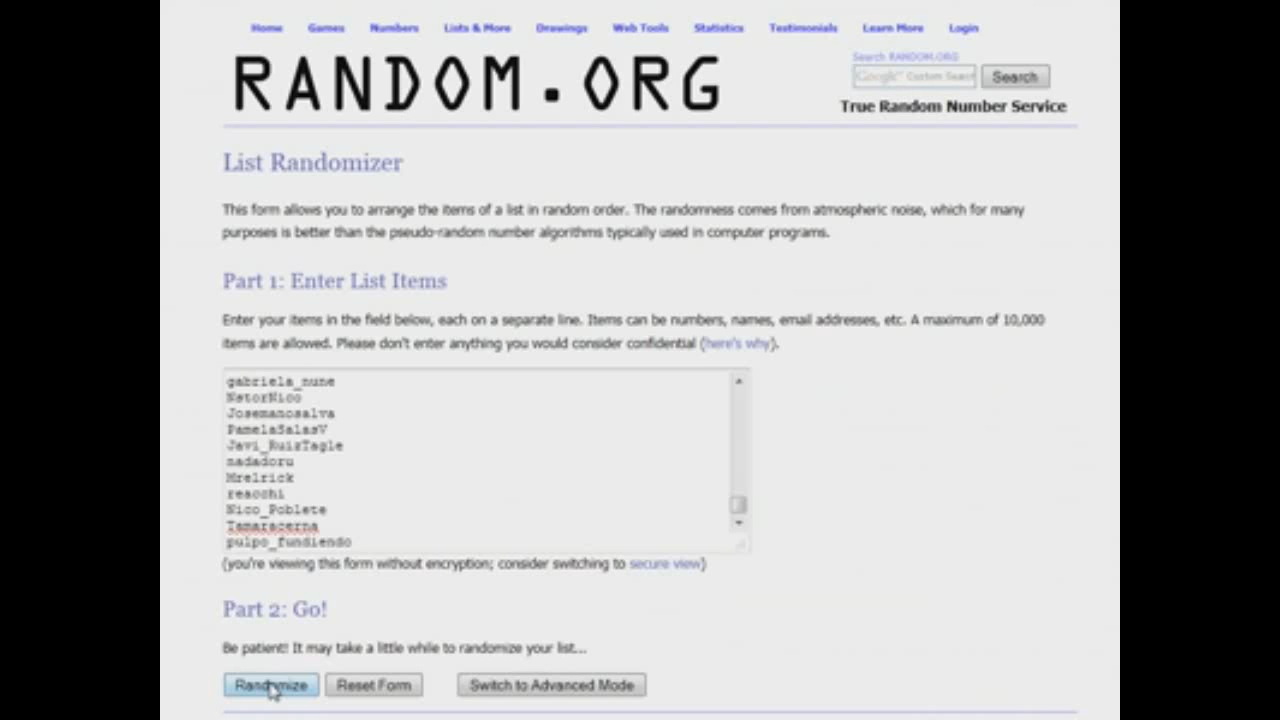 Home Games Numbers Lists & More Drawings Web Tools Statistics Testimonials Learn More Login
RANDOM.ORG
Search RANDOM.ORG
Google™ Custom Search Search
True Random Number Service
List Randomizer
This form allows you to arrange the items of a list in random order. The randomness comes from atmospheric noise, which for many
purposes is better than the pseudo-random number algorithms typically used in computer programs.
Part 1: Enter List Items
Enter your items in the field below, each on a separate line. Items can be numbers, names, email addresses, etc. A maximum of 10,000
items are allowed. Please don't enter anything you would consider confidential (here's why).
gabriela_nune
NstorNico
Josemanosalva
PamelaSalasV
Javi_RuizTagle
nadadoru
Mrelrick
reacchi
Nico_Poblete
Tamaracerna
pulpo_fundiendo
(you're viewing this form without encryption; consider switching to secure view)
Part 2: Go!
Be patient! It may take a little while to randomize your list...
Randomize Reset Form Switch to Advanced Mode